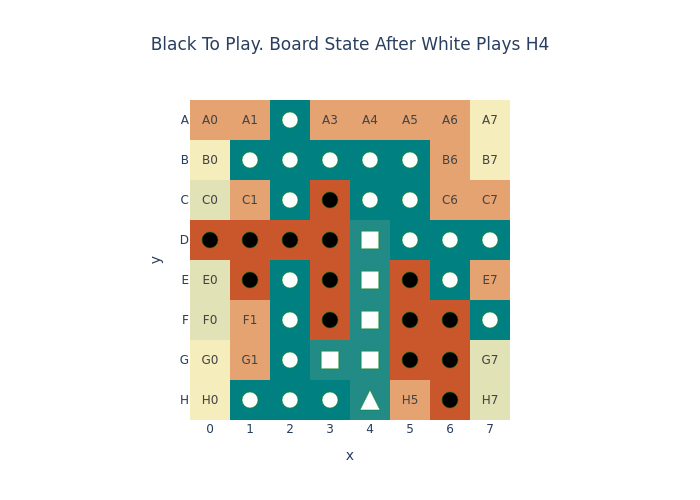 Black To Play. Board State After White Plays H4
A A0 A1 A3 A4 A5 A6 A7
B B0 B6 B7
C C0 C1 C6 C7
D
E E0 E7
F F0 F1
G G0 G1 G7
H H0 H5 H7
0 1 2 3 4 5 6 7
x
y